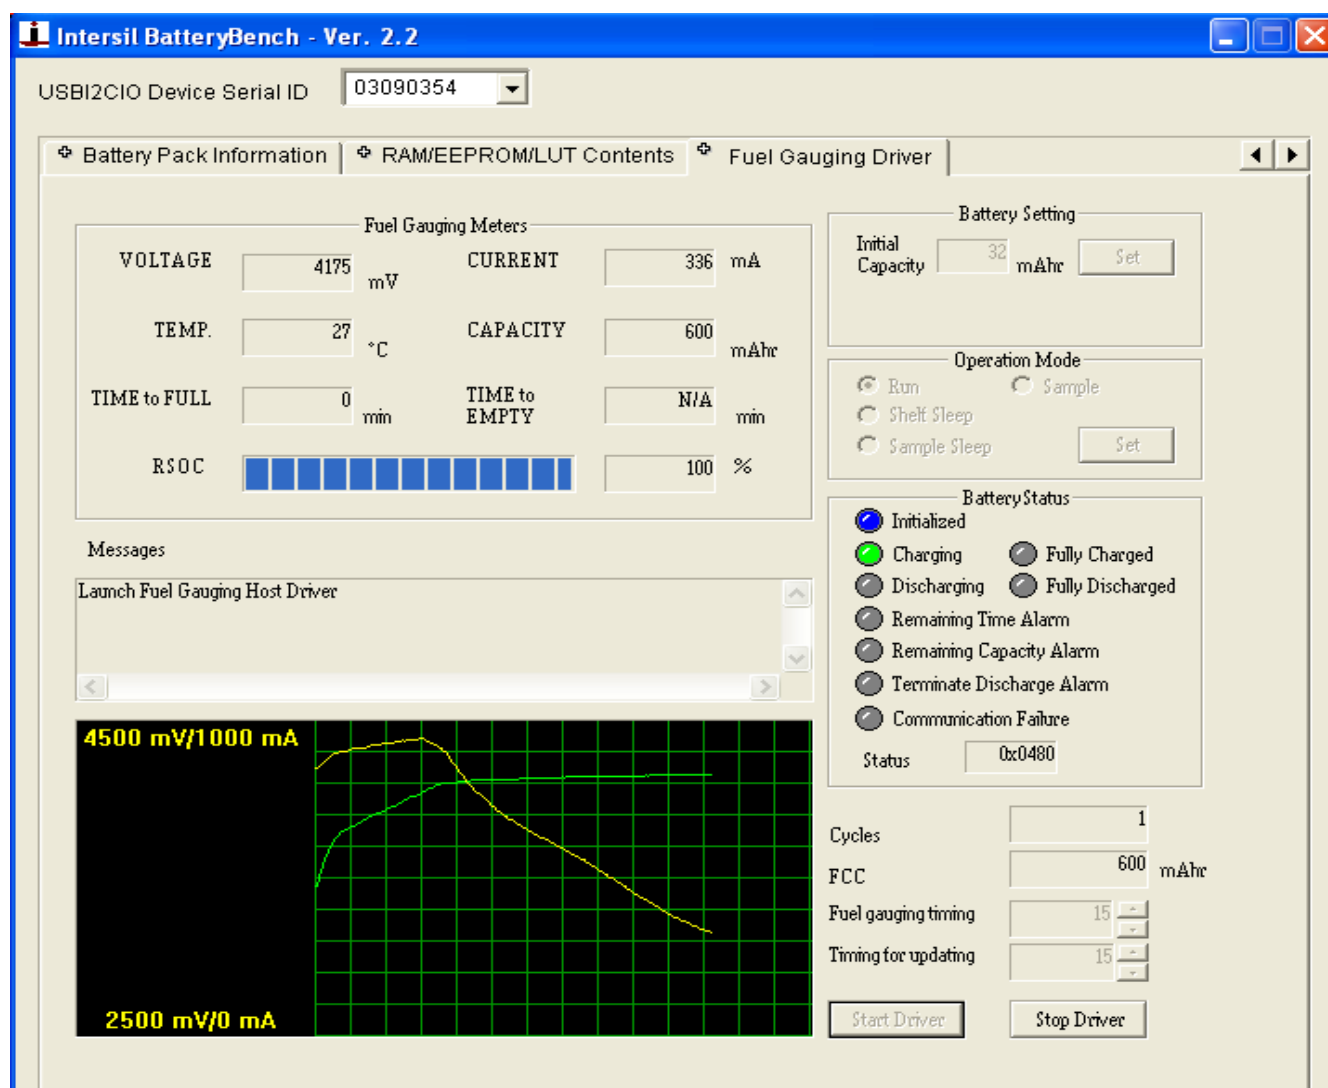 Intersil BatteryBench - Ver. 2.2
USBI2CIO Device Serial ID 03090354
Battery Pack Information RAM/EEPROM/LUT Contents Fuel Gauging Driver
Fuel Gauging Meters
VOLTAGE 4175 mV CURRENT 336 mA
TEMP. 27 °C CAPACITY 600 mAhr
TIME to FULL 0 min TIME to EMPTY N/A min
RSOC 100 %
Battery Setting
Initial Capacity 32 mAhr Set
Operation Mode
Run Sample
Shelf Sleep
Sample Sleep Set
Battery Status
Initialized
Charging Fully Charged
Discharging Fully Discharged
Remaining Time Alarm
Remaining Capacity Alarm
Terminate Discharge Alarm
Communication Failure
Status 0x0480
Messages
Launch Fuel Gauging Host Driver
4500 mV/1000 mA
2500 mV/0 mA
Cycles 1
FCC 600 mAhr
Fuel gauging timing 15
Timing for updating 15
Start Driver Stop Driver